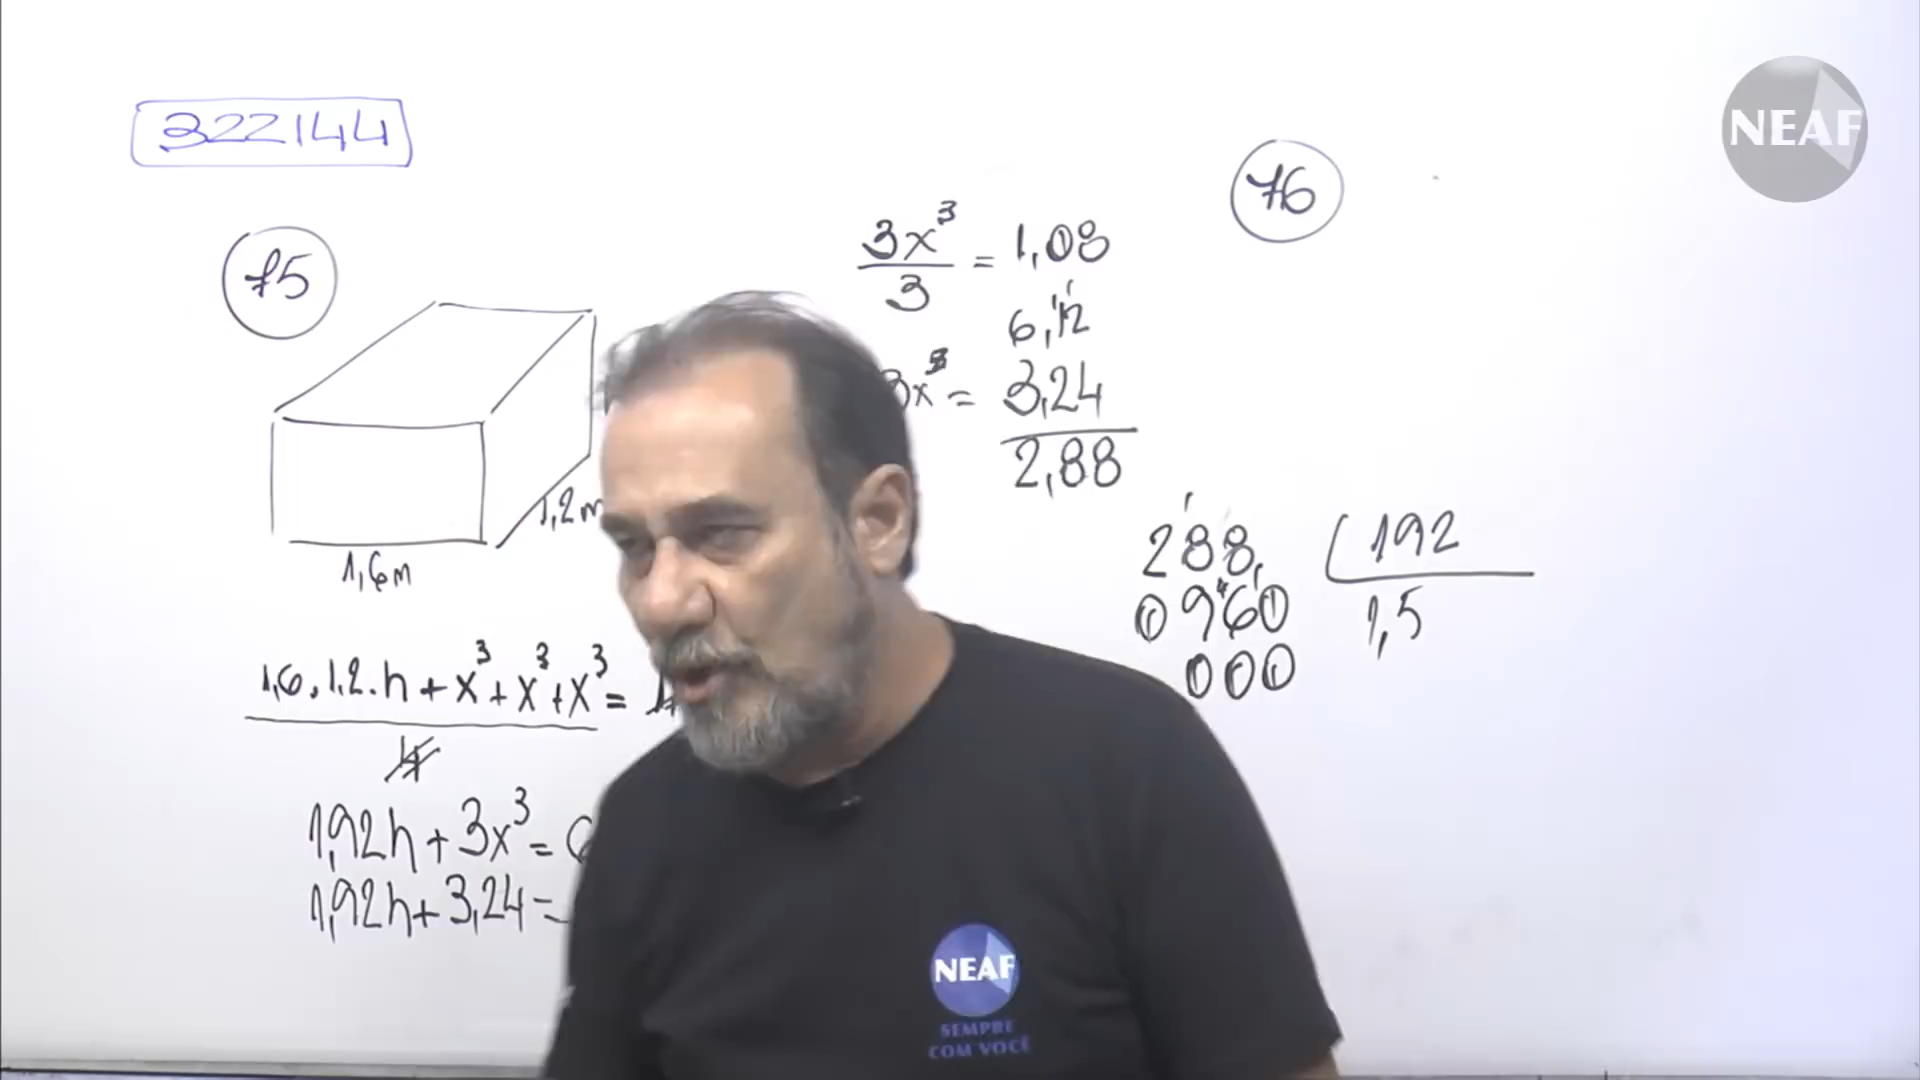 322144
NEAF
76
75
3x³/3 = 1,08
6,12
3x³ = 3,24
2,88
1,2m
1,6m
288, 192
0960 1,5
000
1,6.1,2.h + x³ + x³ + x³ =
4
1,92h + 3x³ =
1,92h + 3,24 =
NEAF
SEMPRE
COM VOCÊ